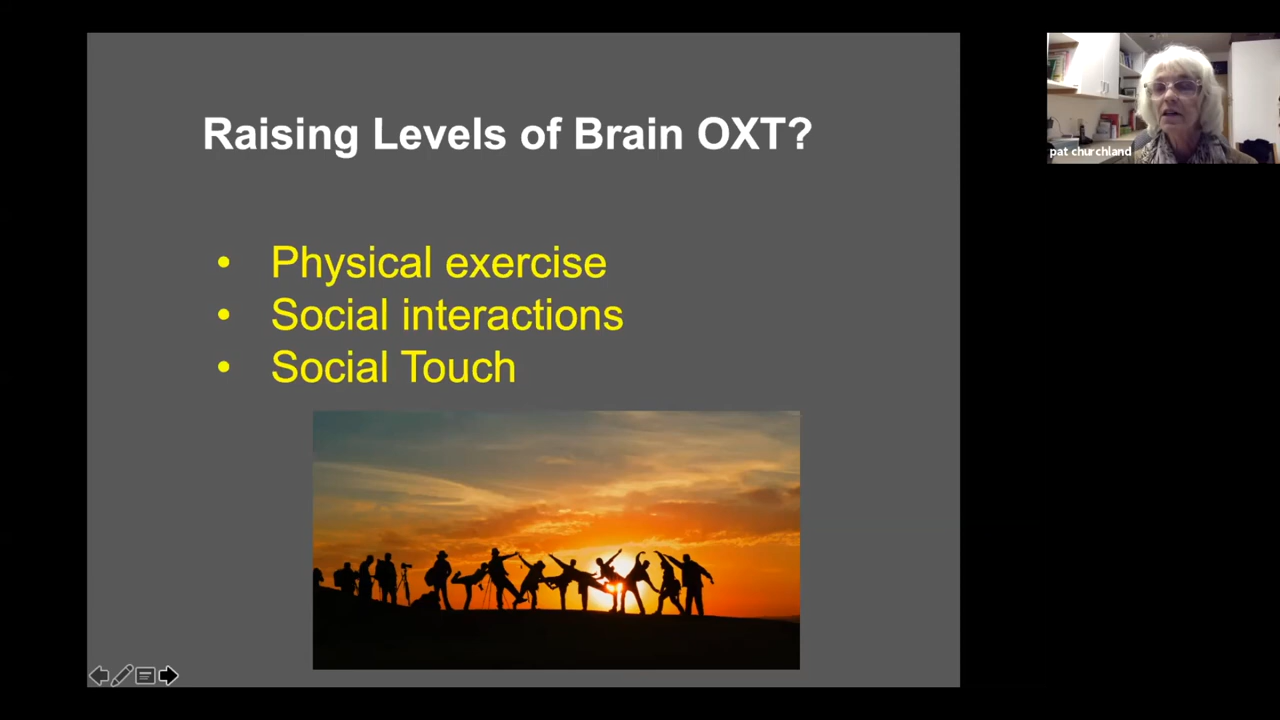 Raising Levels of Brain OXT?
• Physical exercise
• Social interactions
• Social Touch
pat churchland